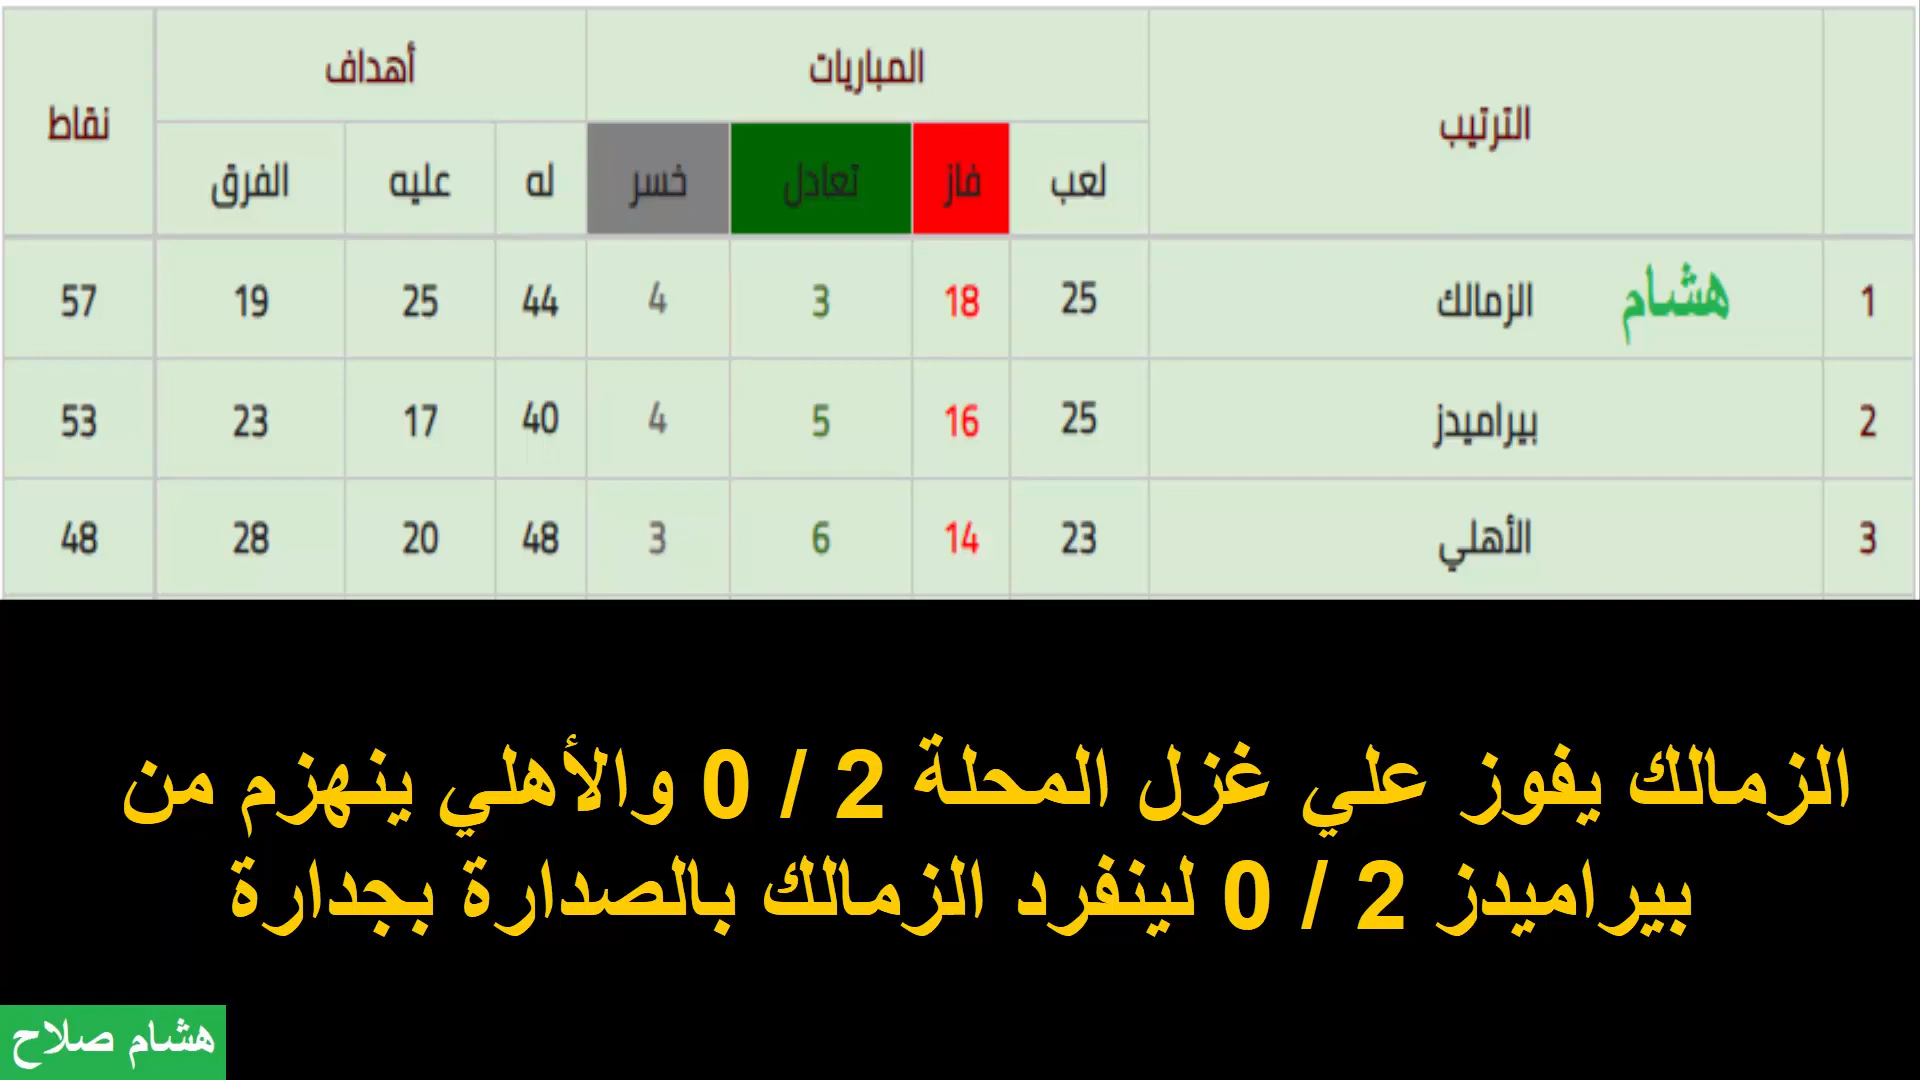 الترتيب المباريات أهداف نقاط
لعب فاز تعادل خسر له عليه الفرق
1 هشام الزمالك 25 18 3 4 44 25 19 57
2 بيراميدز 25 16 5 4 40 17 23 53
3 الأهلي 23 14 6 3 48 20 28 48
الزمالك يفوز علي غزل المحلة 2 / 0 والأهلي ينهزم من
بيراميدز 2 / 0 لينفرد الزمالك بالصدارة بجدارة
هشام صلاح